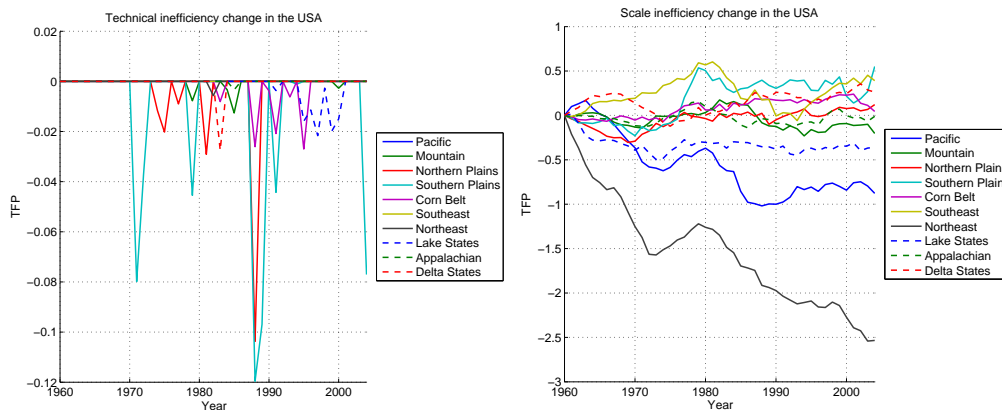 Technical inefficiency change in the USA
0.02
0
−0.02
−0.04
−0.06
−0.08
−0.1
−0.12
TFP
1960
1970
1980
1990
2000
Year
Pacific
Mountain
Northern Plains
Southern Plains
Corn Belt
Southeast
Northeast
Lake States
Appalachian
Delta States
Scale inefficiency change in the USA
1
0.5
0
−0.5
−1
−1.5
−2
−2.5
−3
TFP
1960
1970
1980
1990
2000
Year
Pacific
Mountain
Northern Plain
Southern Plain
Corn Belt
Southeast
Northeast
Lake States
Appalachian
Delta States